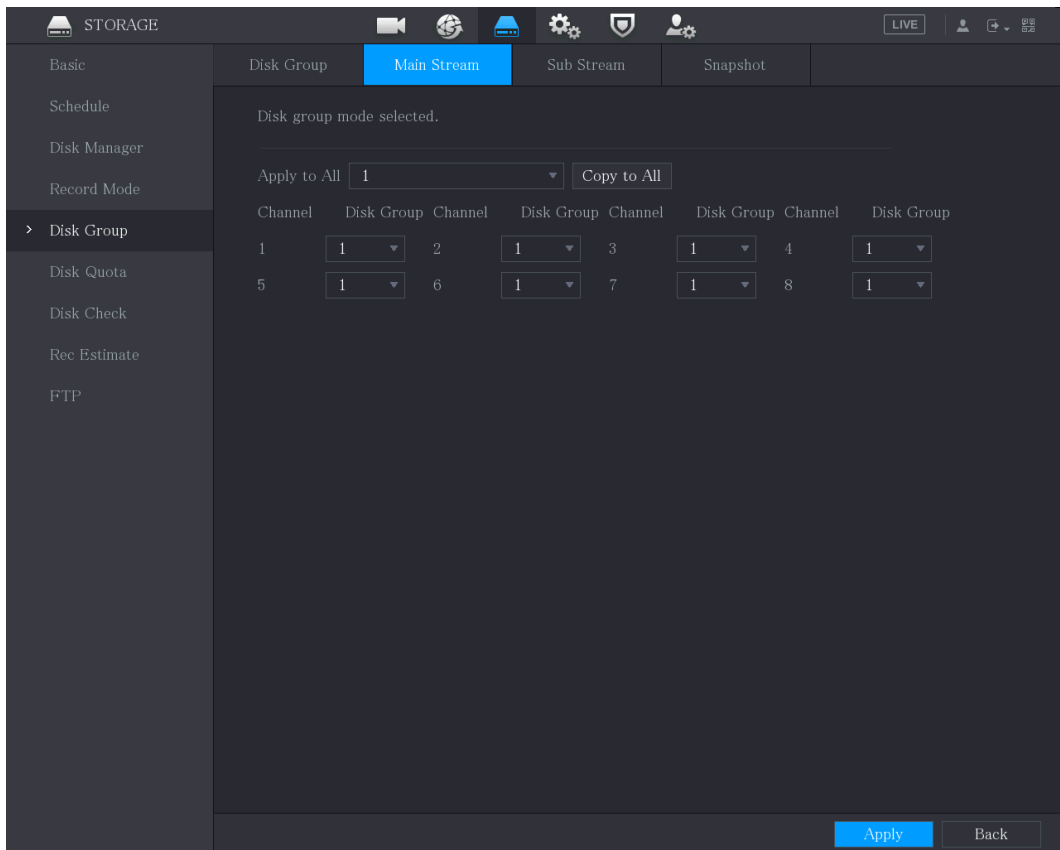 STORAGE LIVE
Basic
Schedule
Disk Manager
Record Mode
> Disk Group
Disk Quota
Disk Check
Rec Estimate
FTP
Disk Group Main Stream Sub Stream Snapshot
Disk group mode selected.
Apply to All 1 Copy to All
Channel Disk Group Channel Disk Group Channel Disk Group Channel Disk Group
1 1 2 1 3 1 4 1
5 1 6 1 7 1 8 1
Apply Back